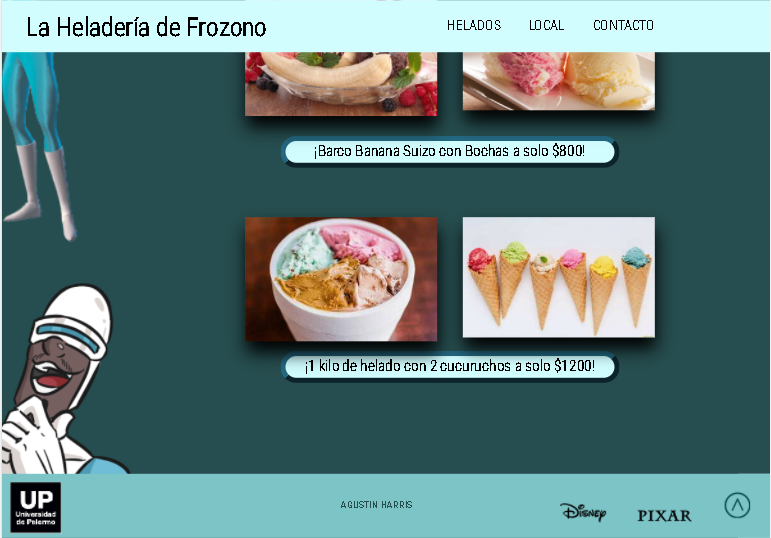 La Heladería de Frozono
HELADOS LOCAL CONTACTO
¡Barco Banana Suizo con Bochas a solo $800!
¡1 kilo de helado con 2 cucuruchos a solo $1200!
UP
Universidad
de Palermo
AGUSTIN HARRIS
Disney
PIXAR